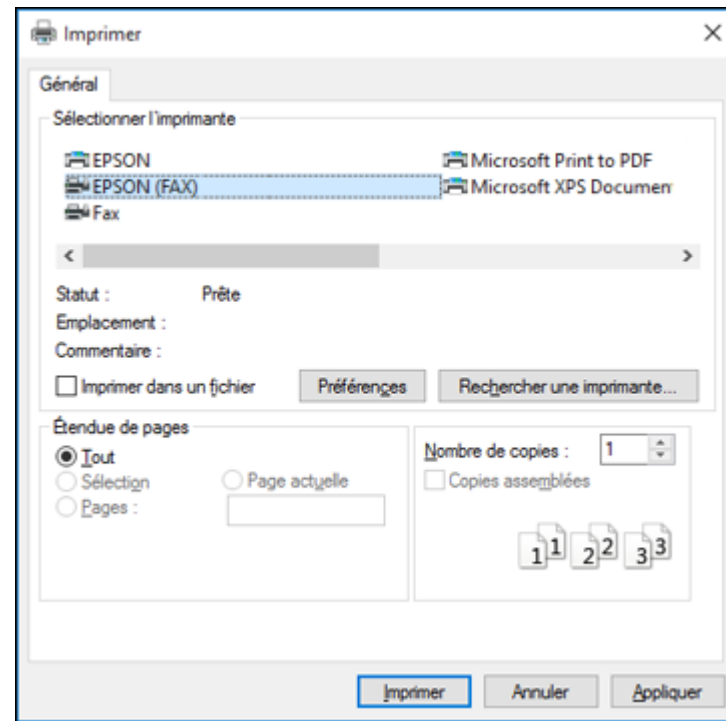 Imprimer
Général
Sélectionner l'imprimante
EPSON
Microsoft Print to PDF
EPSON (FAX)
Microsoft XPS Documen
Fax
Statut : Prête
Emplacement :
Commentaire :
Imprimer dans un fichier
Préférences
Rechercher une imprimante...
Étendue de pages
Tout
Sélection
Page actuelle
Pages :
Nombre de copies : 1
Copies assemblées
1 1 2 2 3 3
Imprimer
Annuler
Appliquer